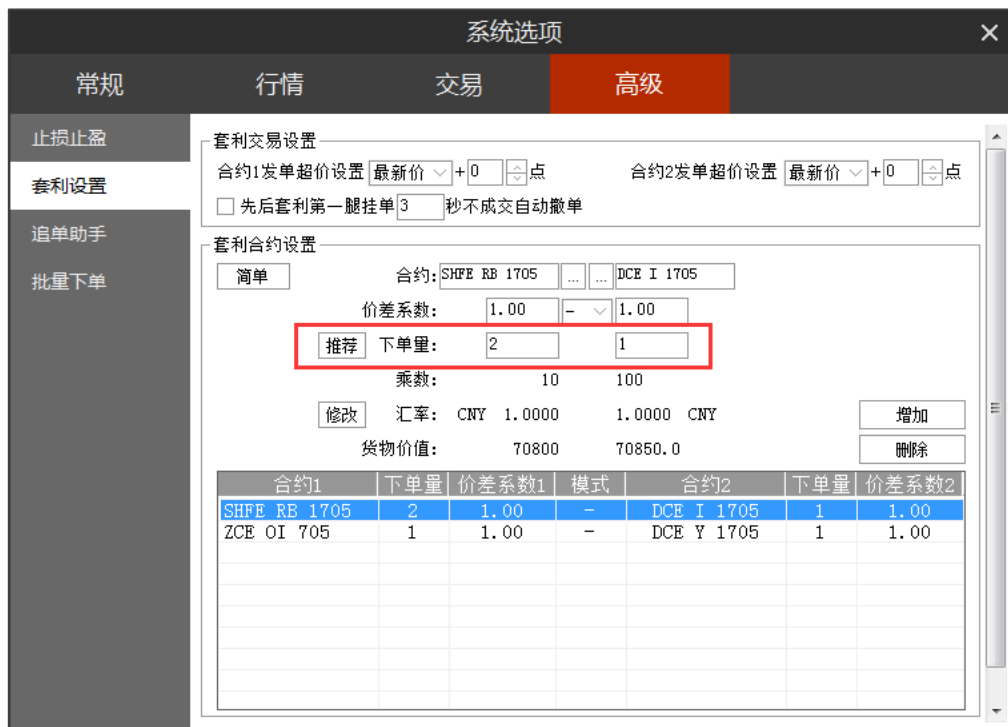 系统选项
常规 行情 交易 高级
止损止盈
套利设置
追单助手
批量下单
套利交易设置
合约1发单超价设置 最新价 +0 点 合约2发单超价设置 最新价 +0 点
先后套利第一腿挂单3 秒不成交自动撤单
套利合约设置
简单 合约: SHFE RB 1705 ... ... DCE I 1705
价差系数: 1.00 - 1.00
推荐 下单量: 2 1
乘数: 10 100
修改 汇率: CNY 1.0000 1.0000 CNY 增加
货物价值: 70800 70850.0 删除
合约1 下单量 价差系数1 模式 合约2 下单量 价差系数2
SHFE RB 1705 2 1.00 - DCE I 1705 1 1.00
ZCE OI 705 1 1.00 - DCE Y 1705 1 1.00